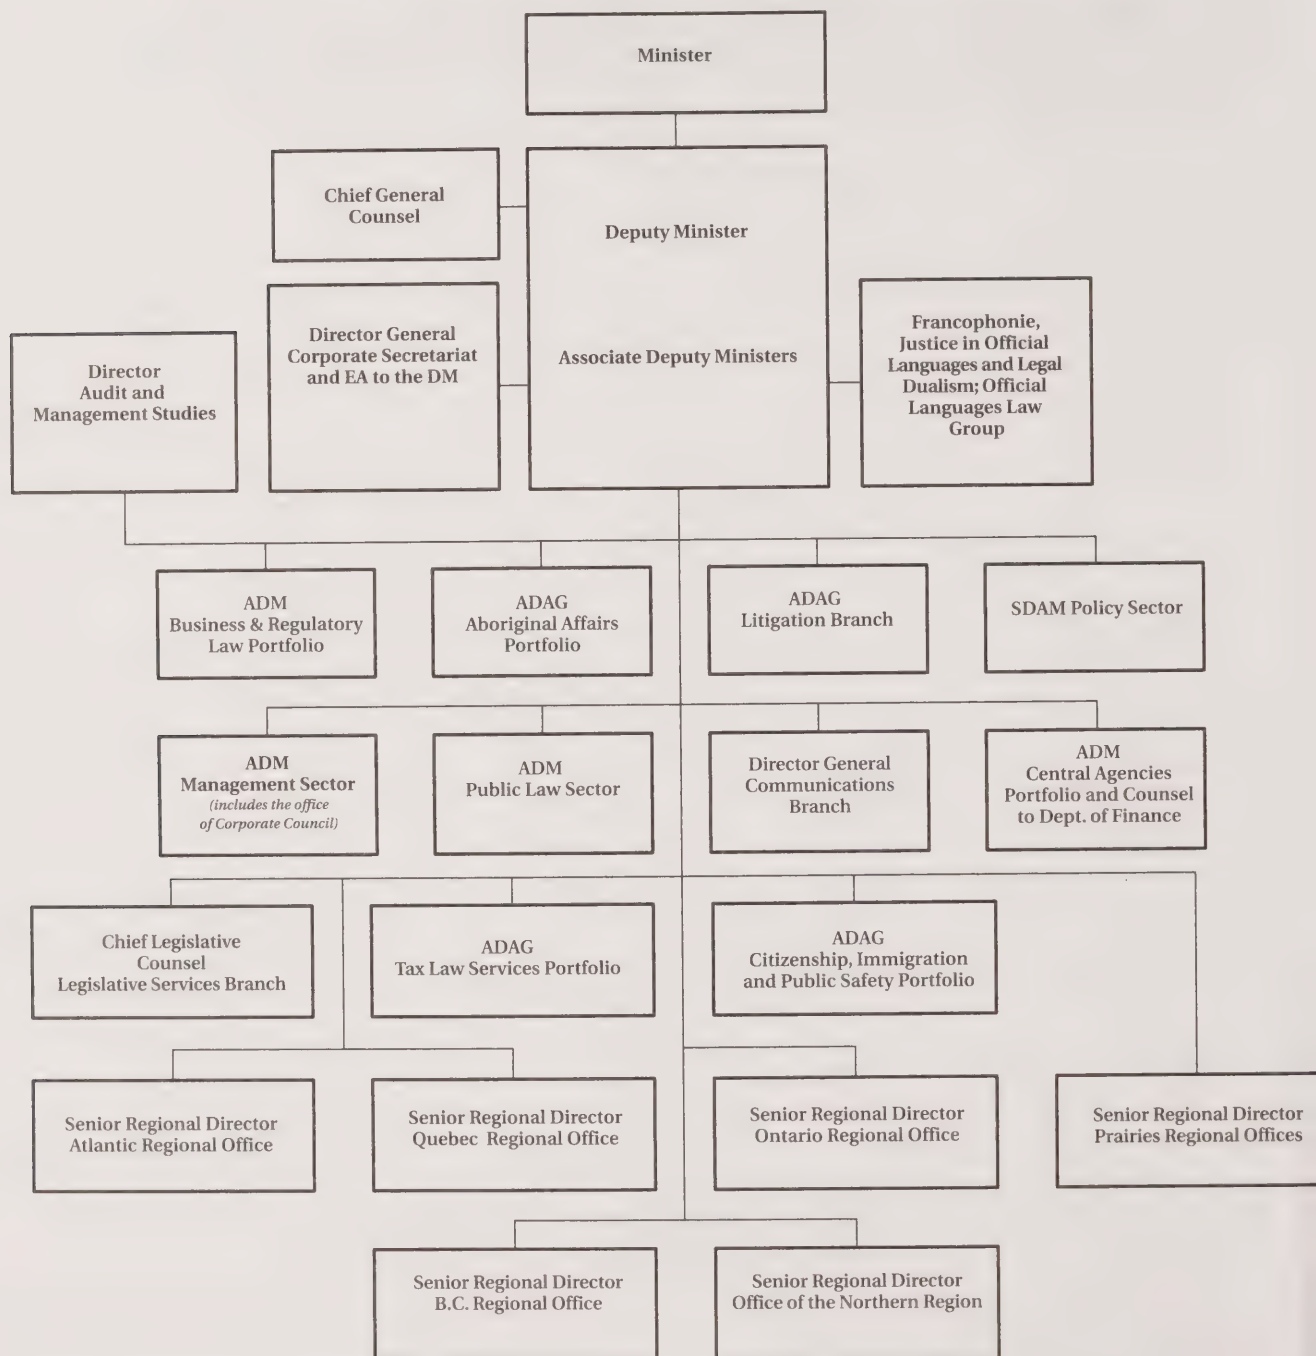 Minister
Chief General
Counsel
Deputy Minister
Associate Deputy Ministers
Director General
Corporate Secretariat
and EA to the DM
Francophonie,
Justice in Official
Languages and Legal
Dualism; Official
Languages Law
Group
Director
Audit and
Management Studies
ADM
Business & Regulatory
Law Portfolio
ADAG
Aboriginal Affairs
Portfolio
ADAG
Litigation Branch
SDAM Policy Sector
ADM
Management Sector
(includes the office
of Corporate Council)
ADM
Public Law Sector
Director General
Communications
Branch
ADM
Central Agencies
Portfolio and Counsel
to Dept. of Finance
Chief Legislative
Counsel
Legislative Services Branch
ADAG
Tax Law Services Portfolio
ADAG
Citizenship, Immigration
and Public Safety Portfolio
Senior Regional Director
Atlantic Regional Office
Senior Regional Director
Quebec Regional Office
Senior Regional Director
Ontario Regional Office
Senior Regional Director
Prairies Regional Offices
Senior Regional Director
B.C. Regional Office
Senior Regional Director
Office of the Northern Region